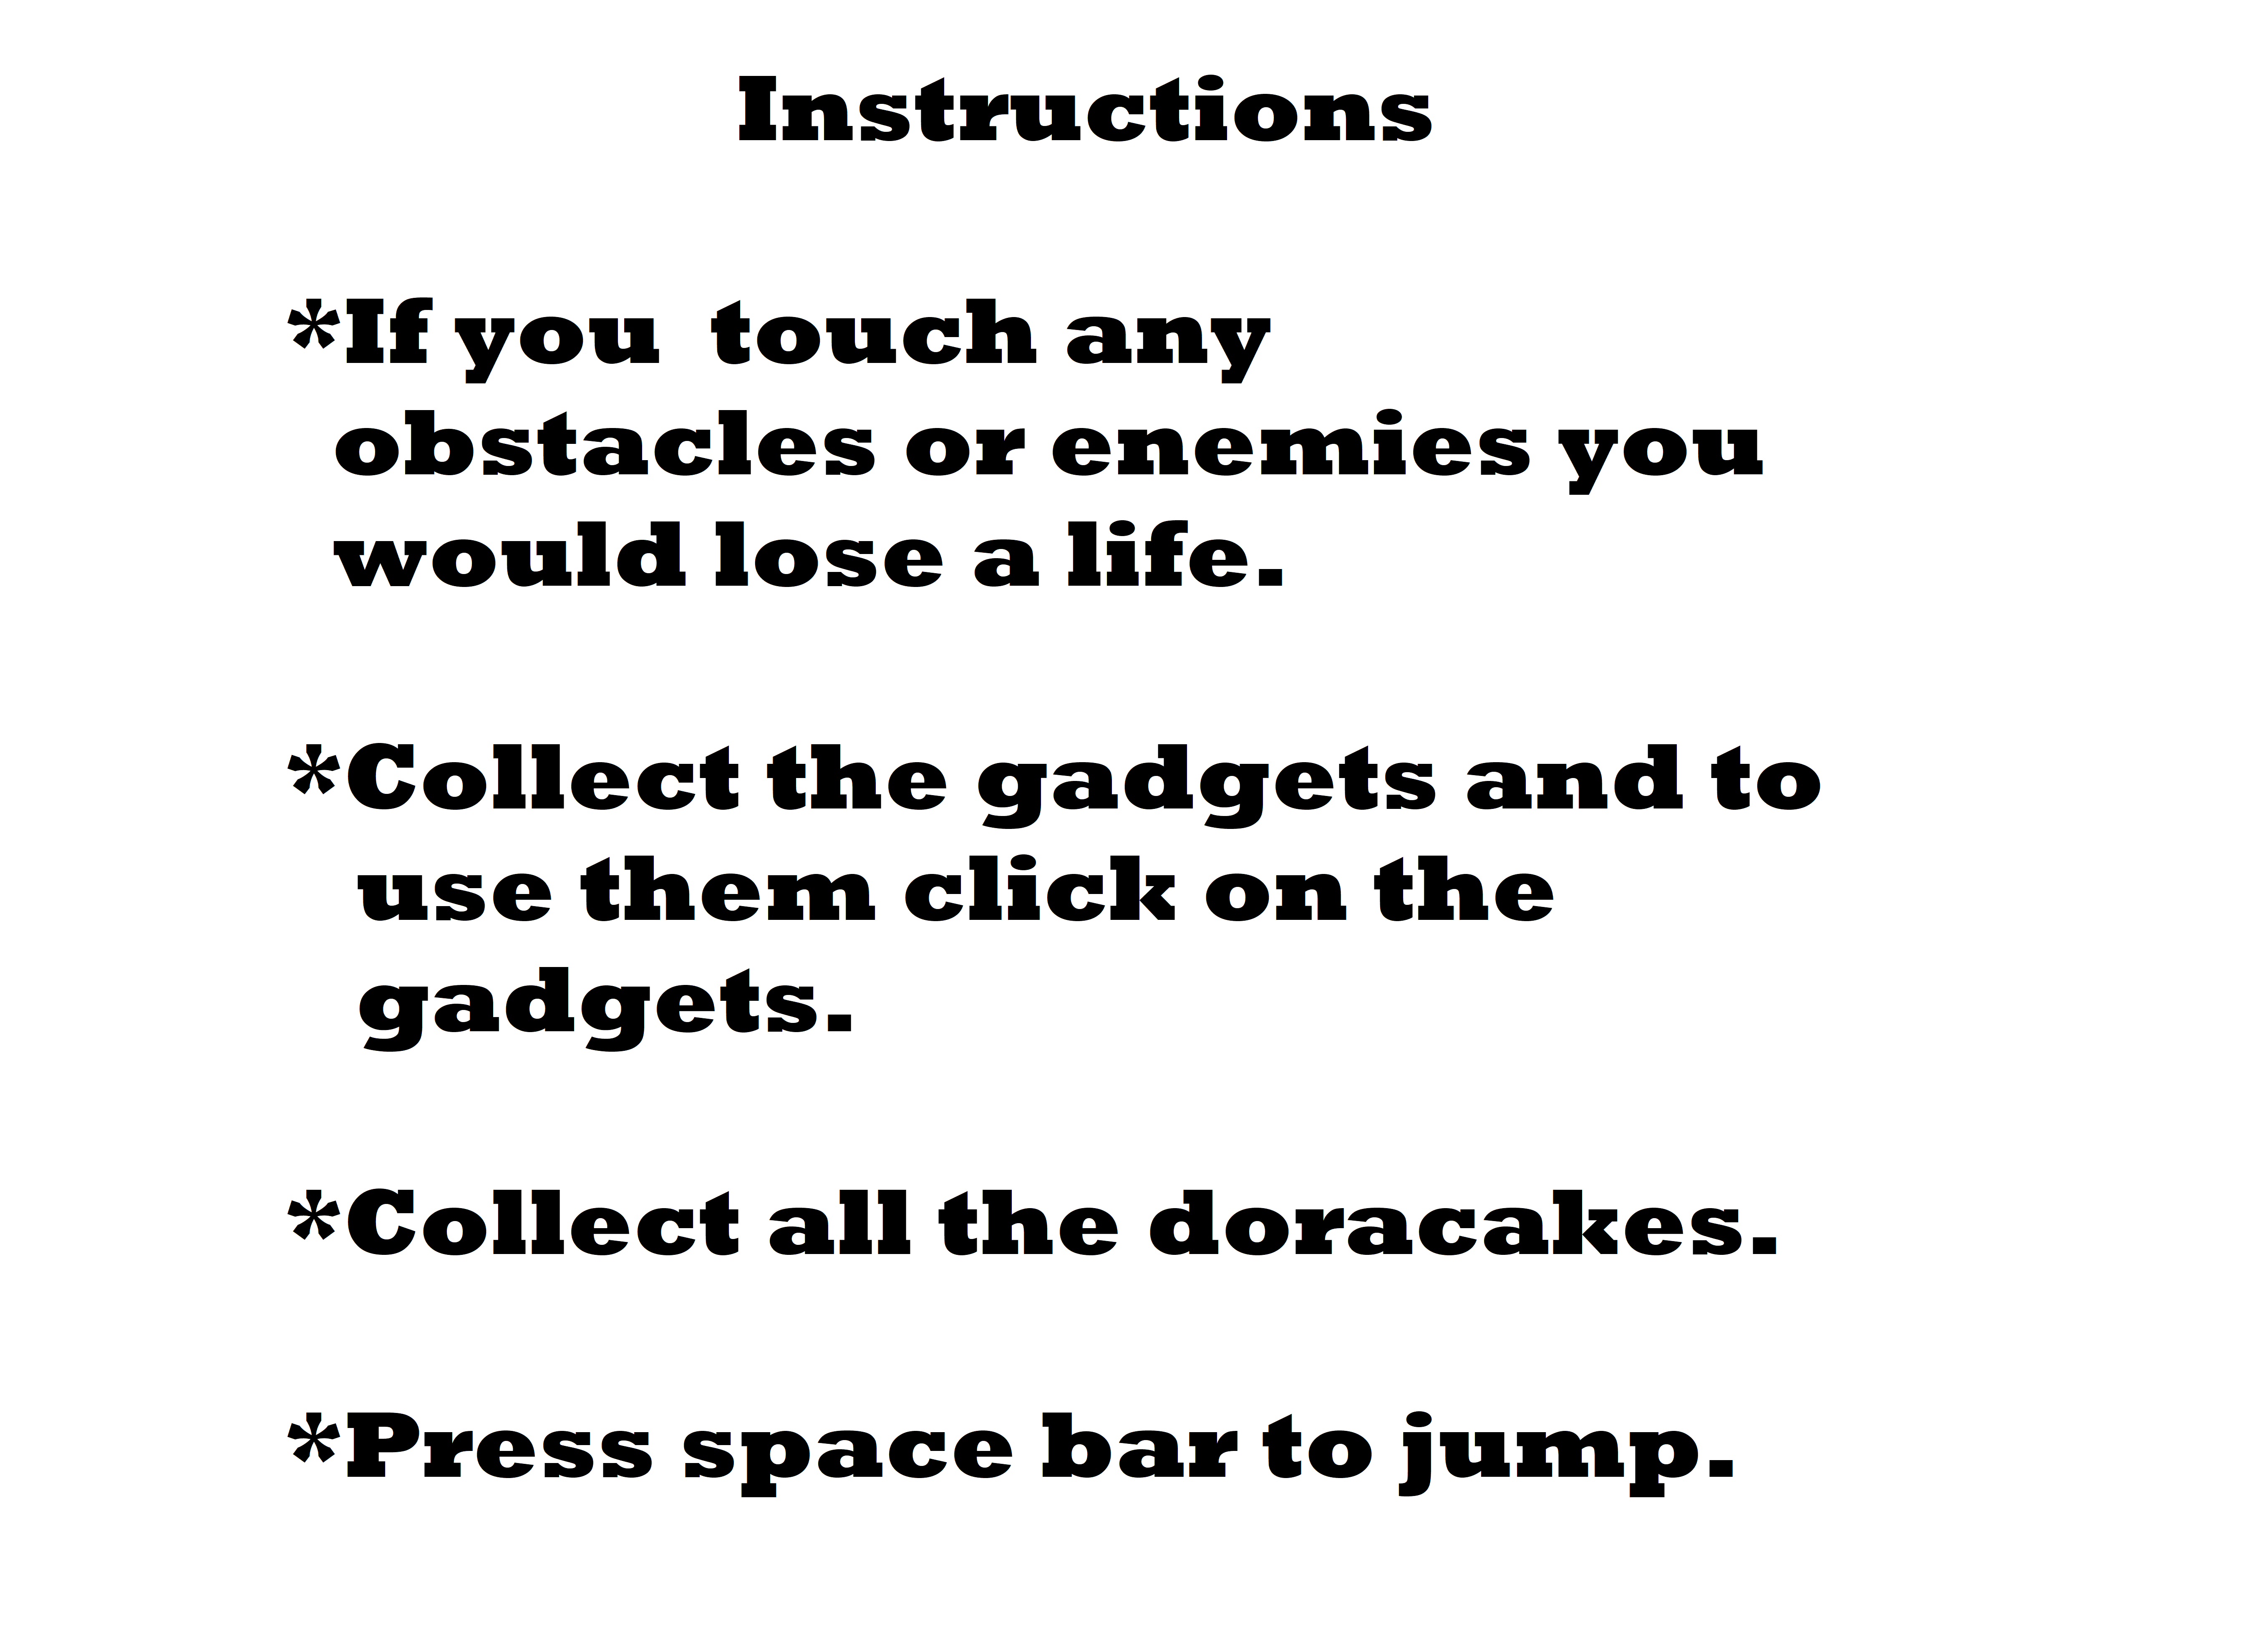 Instructions
*If you  touch any
obstacles or enemies you
would lose a life.
*Collect the gadgets and to
use them click on the
gadgets.
*Collect all the doracakes.
*Press space bar to jump.